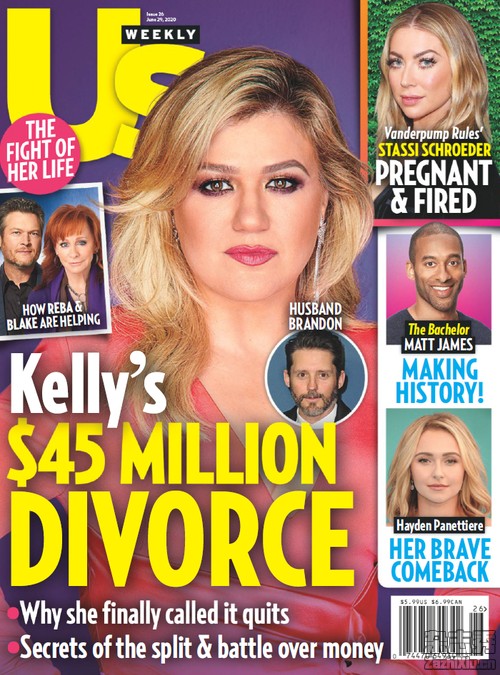 Issue 26
June 29, 2020
Us
WEEKLY
THE
FIGHT OF
HER LIFE
HOW REBA &
BLAKE ARE HELPING
HUSBAND
BRANDON
Kelly's
$45 MILLION
DIVORCE
•Why she finally called it quits
•Secrets of the split & battle over money
Vanderpump Rules'
STASSI SCHROEDER
PREGNANT
& FIRED
The Bachelor
MATT JAMES
MAKING
HISTORY!
Hayden Panettiere
HER BRAVE
COMEBACK
$5.99US $6.99CAN
26>
Zazhixiu.cn